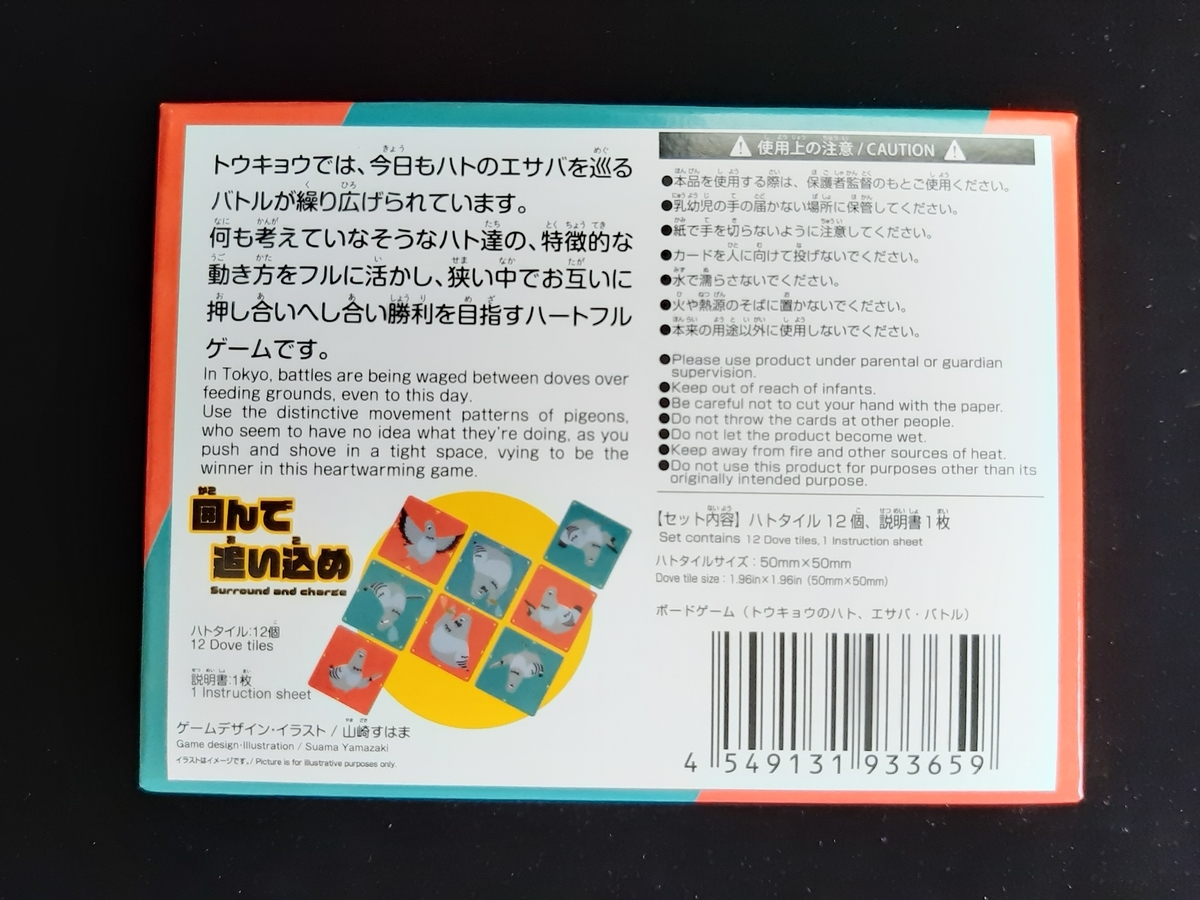 トウキョウでは、今日もハトのエサバを巡る
バトルが繰り広げられています。
何も考えていなそうなハト達の、特徴的な
動き方をフルに活かし、狭い中でお互いに
押し合いへし合い勝利を目指すハートフル
ゲームです。
In Tokyo, battles are being waged between doves over
feeding grounds, even to this day.
Use the distinctive movement patterns of pigeons,
who seem to have no idea what they're doing, as you
push and shove in a tight space, vying to be the
winner in this heartwarming game.
囲んで
追い込め
Surround and charge
ハトタイル:12個
12 Dove tiles
説明書:1枚
1 Instruction sheet
ゲームデザイン・イラスト / 山崎すはま
Game design・Illustration / Suama Yamazaki
イラストはイメージです。/ Picture is for illustrative purposes only.
使用上の注意 / CAUTION
●本品を使用する際は、保護者監督のもとご使用ください。
●乳幼児の手の届かない場所に保管してください。
●紙で手を切らないように注意してください。
●カードを人に向けて投げないでください。
●水で濡らさないでください。
●火や熱源のそばに置かないでください。
●本来の用途以外に使用しないでください。
●Please use product under parental or guardian
supervision.
●Keep out of reach of infants.
●Be careful not to cut your hand with the paper.
●Do not throw the cards at other people.
●Do not let the product become wet.
●Keep away from fire and other sources of heat.
●Do not use this product for purposes other than its
originally intended purpose.
【セット内容】ハトタイル 12 個、説明書 1 枚
Set contains 12 Dove tiles, 1 Instruction sheet
ハトタイルサイズ：50mm×50mm
Dove tile size : 1.96in×1.96in (50mm×50mm)
ボードゲーム（トウキョウのハト、エサバ・バトル）
4 549131 933659